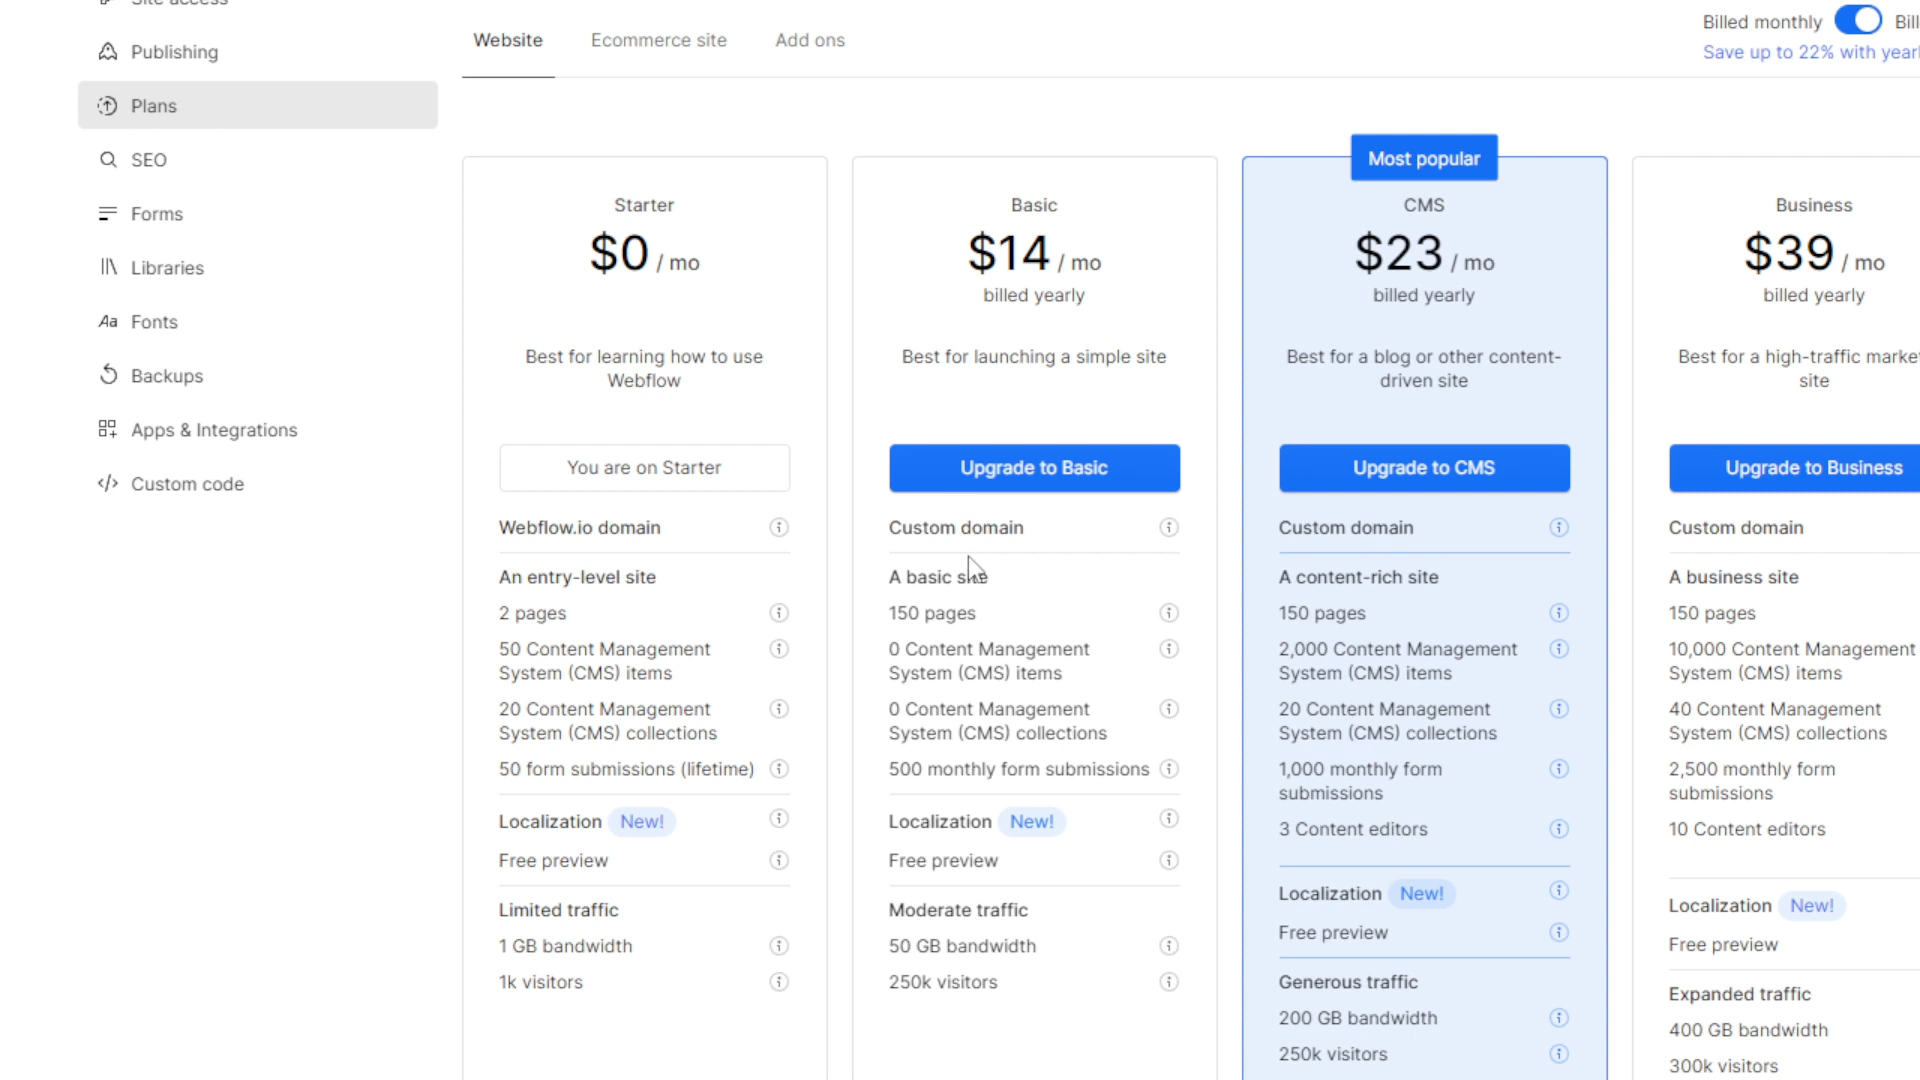 Site access
Publishing
Plans
SEO
Forms
Libraries
Fonts
Backups
Apps & Integrations
Custom code
Website
Ecommerce site
Add ons
Billed monthly
Save up to 22% with
Starter
$0 / mo
Best for learning how to use
Webflow
You are on Starter
Webflow.io domain
An entry-level site
2 pages
50 Content Management
System (CMS) items
20 Content Management
System (CMS) collections
50 form submissions (lifetime)
Localization New!
Free preview
Limited traffic
1 GB bandwidth
1k visitors
Basic
$14 / mo
billed yearly
Best for launching a simple site
Upgrade to Basic
Custom domain
A basic site
150 pages
0 Content Management
System (CMS) items
0 Content Management
System (CMS) collections
500 monthly form submissions
Localization New!
Free preview
Moderate traffic
50 GB bandwidth
250k visitors
Most popular
CMS
$23 / mo
billed yearly
Best for a blog or other content-
driven site
Upgrade to CMS
Custom domain
A content-rich site
150 pages
2,000 Content Management
System (CMS) items
20 Content Management
System (CMS) collections
1,000 monthly form
submissions
3 Content editors
Localization New!
Free preview
Generous traffic
200 GB bandwidth
250k visitors
Business
$39 / mo
billed yearly
Best for a high-traffic
site
Upgrade to Business
Custom domain
A business site
150 pages
10,000 Content Management
System (CMS) items
40 Content Management
System (CMS) collections
2,500 monthly form
submissions
10 Content editors
Localization New!
Free preview
Expanded traffic
400 GB bandwidth
300k visitors